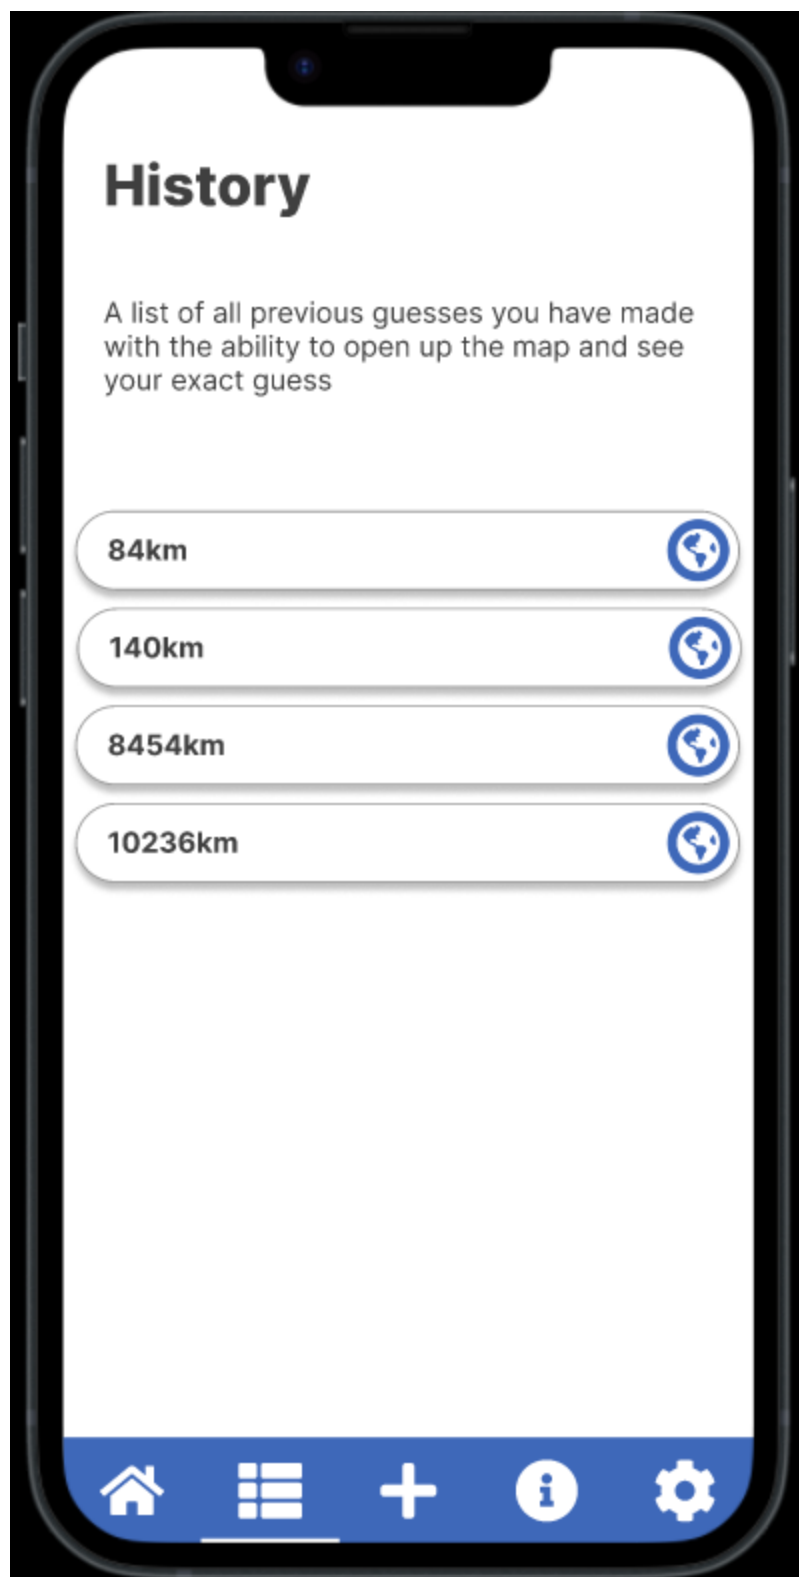 History
A list of all previous guesses you have made
with the ability to open up the map and see
your exact guess
84km
140km
8454km
10236km